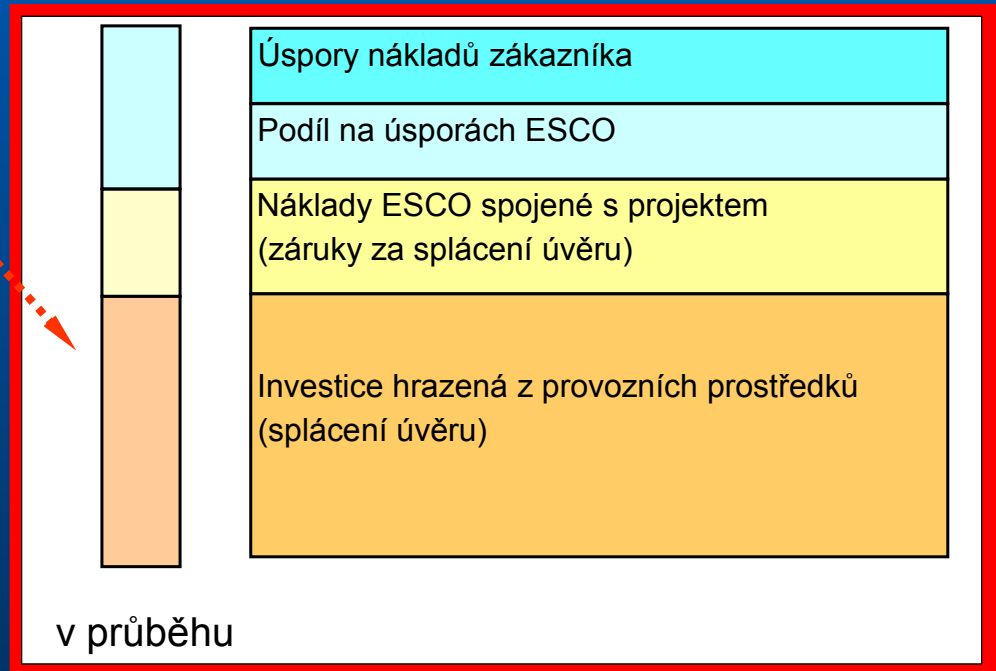 Úspory nákladů zákazníka
Podíl na úsporách ESCO
Náklady ESCO spojené s projektem
(záruky za splácení úvěru)
Investice hrazená z provozních prostředků
(splácení úvěru)
v průběhu